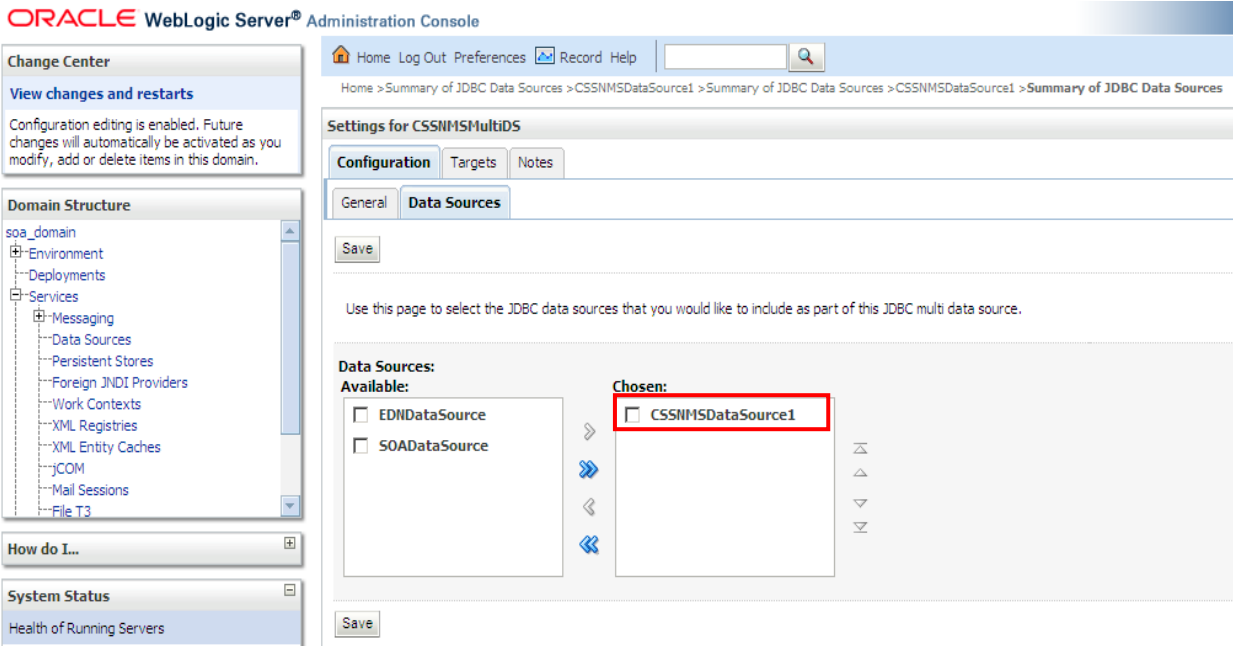 ORACLE WebLogic Server® Administration Console
Change Center
View changes and restarts
Configuration editing is enabled. Future
changes will automatically be activated as you
modify, add or delete items in this domain.
Domain Structure
soa_domain
Environment
Deployments
Services
Messaging
Data Sources
Persistent Stores
Foreign JNDI Providers
Work Contexts
XML Registries
XML Entity Caches
jCOM
Mail Sessions
File T3
How do I...
System Status
Health of Running Servers
Home Log Out Preferences Record Help
Home >Summary of JDBC Data Sources >CSSNMSDataSource1 >Summary of JDBC Data Sources >CSSNMSDataSource1 >Summary of JDBC Data Sources
Settings for CSSNMSMultiDS
Configuration Targets Notes
General Data Sources
Save
Use this page to select the JDBC data sources that you would like to include as part of this JDBC multi data source.
Data Sources:
Available:
EDNDataSource
SOADataSource
Chosen:
CSSNMSDataSource1
Save